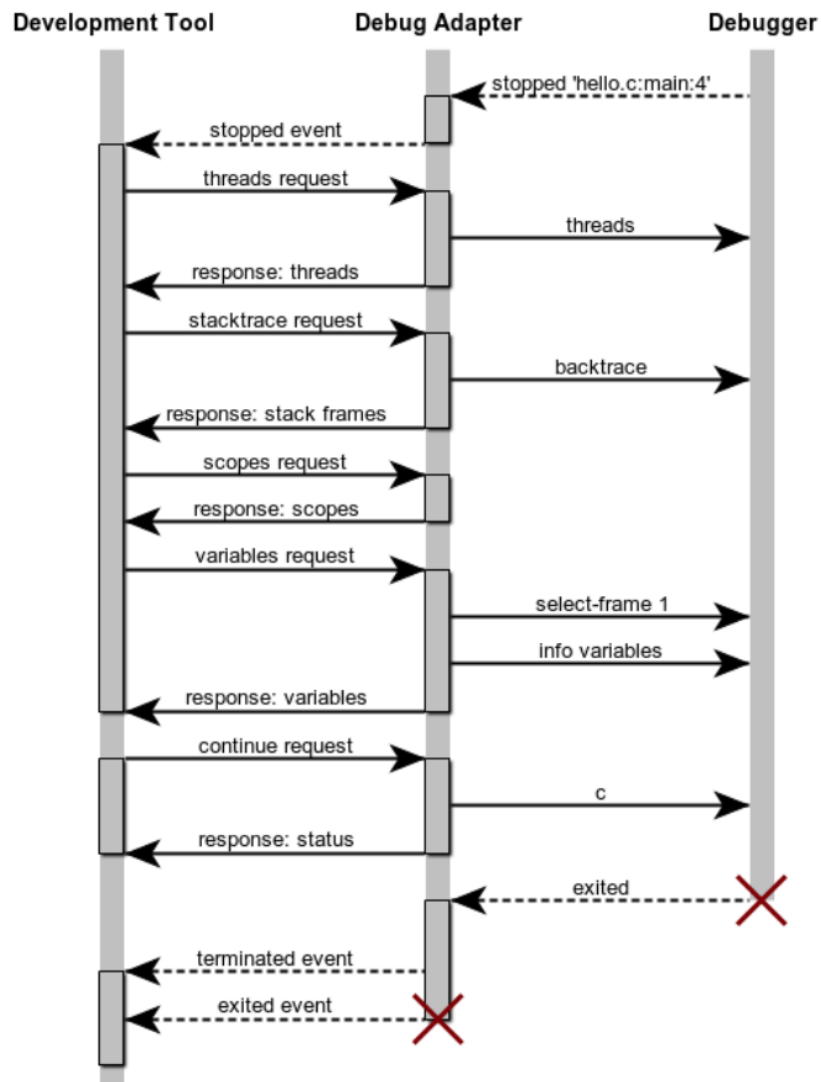 Development Tool
Debug Adapter
Debugger
stopped 'hello.c:main:4'
stopped event
threads request
threads
response: threads
stacktrace request
backtrace
response: stack frames
scopes request
response: scopes
variables request
select-frame 1
info variables
response: variables
continue request
c
response: status
exited
terminated event
exited event